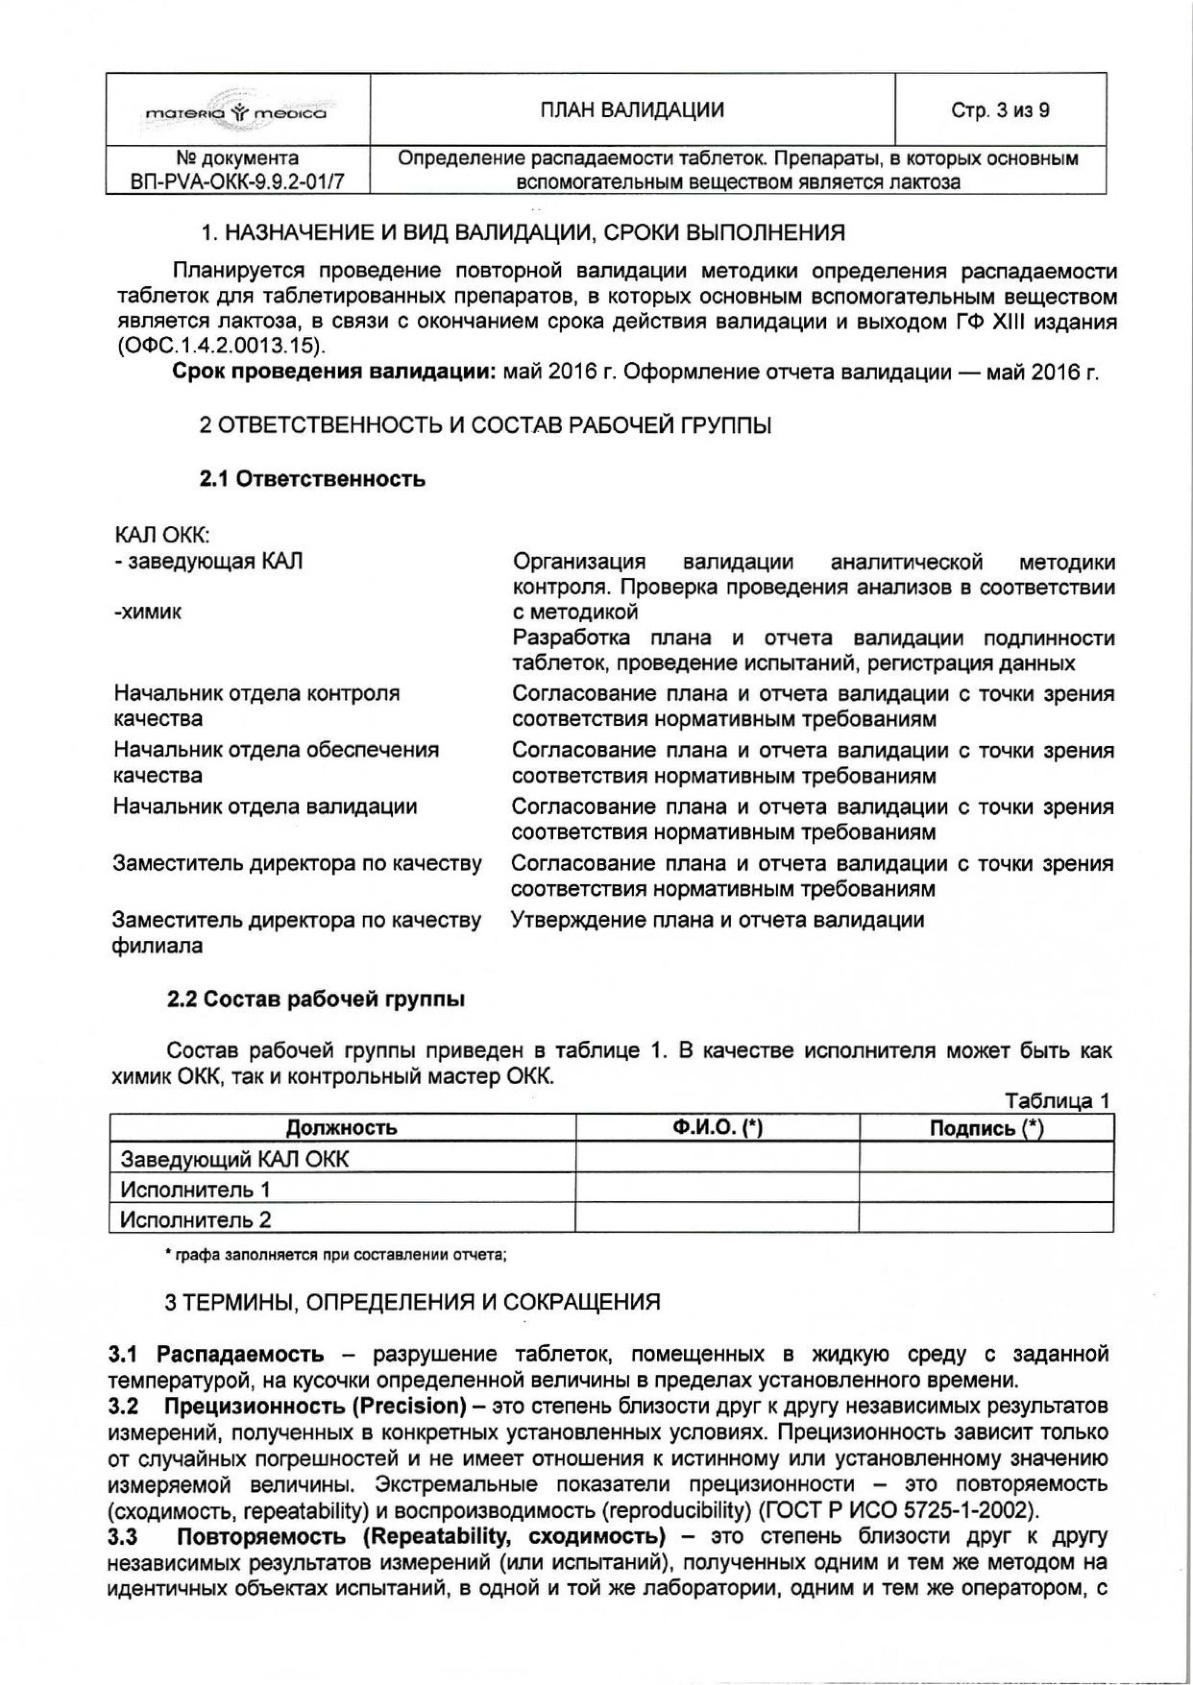 materia medica
ПЛАН ВАЛИДАЦИИ
Стр. 3 из 9
№ документа
ВП-PVA-ОКК-9.9.2-01/7
Определение распадаемости таблеток. Препараты, в которых основным
вспомогательным веществом является лактоза
1. НАЗНАЧЕНИЕ И ВИД ВАЛИДАЦИИ, СРОКИ ВЫПОЛНЕНИЯ
Планируется проведение повторной валидации методики определения распадаемости
таблеток для таблетированных препаратов, в которых основным вспомогательным веществом
является лактоза, в связи с окончанием срока действия валидации и выходом ГФ XIII издания
(ОФС.1.4.2.0013.15).
Срок проведения валидации: май 2016 г. Оформление отчета валидации — май 2016 г.
2 ОТВЕТСТВЕННОСТЬ И СОСТАВ РАБОЧЕЙ ГРУППЫ
2.1 Ответственность
КАЛ ОКК:
- заведующая КАЛ
Организация валидации аналитической методики
контроля. Проверка проведения анализов в соответствии
-химик
с методикой
Разработка плана и отчета валидации подлинности
таблеток, проведение испытаний, регистрация данных
Начальник отдела контроля
качества
Согласование плана и отчета валидации с точки зрения
соответствия нормативным требованиям
Начальник отдела обеспечения
качества
Согласование плана и отчета валидации с точки зрения
соответствия нормативным требованиям
Начальник отдела валидации
Согласование плана и отчета валидации с точки зрения
соответствия нормативным требованиям
Заместитель директора по качеству
Согласование плана и отчета валидации с точки зрения
соответствия нормативным требованиям
Заместитель директора по качеству
филиала
Утверждение плана и отчета валидации
2.2 Состав рабочей группы
Состав рабочей группы приведен в таблице 1. В качестве исполнителя может быть как
химик ОКК, так и контрольный мастер ОКК.
Таблица 1
Должность
Ф.И.О. (*)
Подпись (*)
Заведующий КАЛ ОКК
Исполнитель 1
Исполнитель 2
* графа заполняется при составлении отчета;
3 ТЕРМИНЫ, ОПРЕДЕЛЕНИЯ И СОКРАЩЕНИЯ
3.1 Распадаемость – разрушение таблеток, помещенных в жидкую среду с заданной
температурой, на кусочки определенной величины в пределах установленного времени.
3.2 Прецизионность (Precision) – это степень близости друг к другу независимых результатов
измерений, полученных в конкретных установленных условиях. Прецизионность зависит только
от случайных погрешностей и не имеет отношения к истинному или установленному значению
измеряемой величины. Экстремальные показатели прецизионности – это повторяемость
(сходимость, repeatability) и воспроизводимость (reproducibility) (ГОСТ Р ИСО 5725-1-2002).
3.3 Повторяемость (Repeatability, сходимость) – это степень близости друг к другу
независимых результатов измерений (или испытаний), полученных одним и тем же методом на
идентичных объектах испытаний, в одной и той же лаборатории, одним и тем же оператором, с